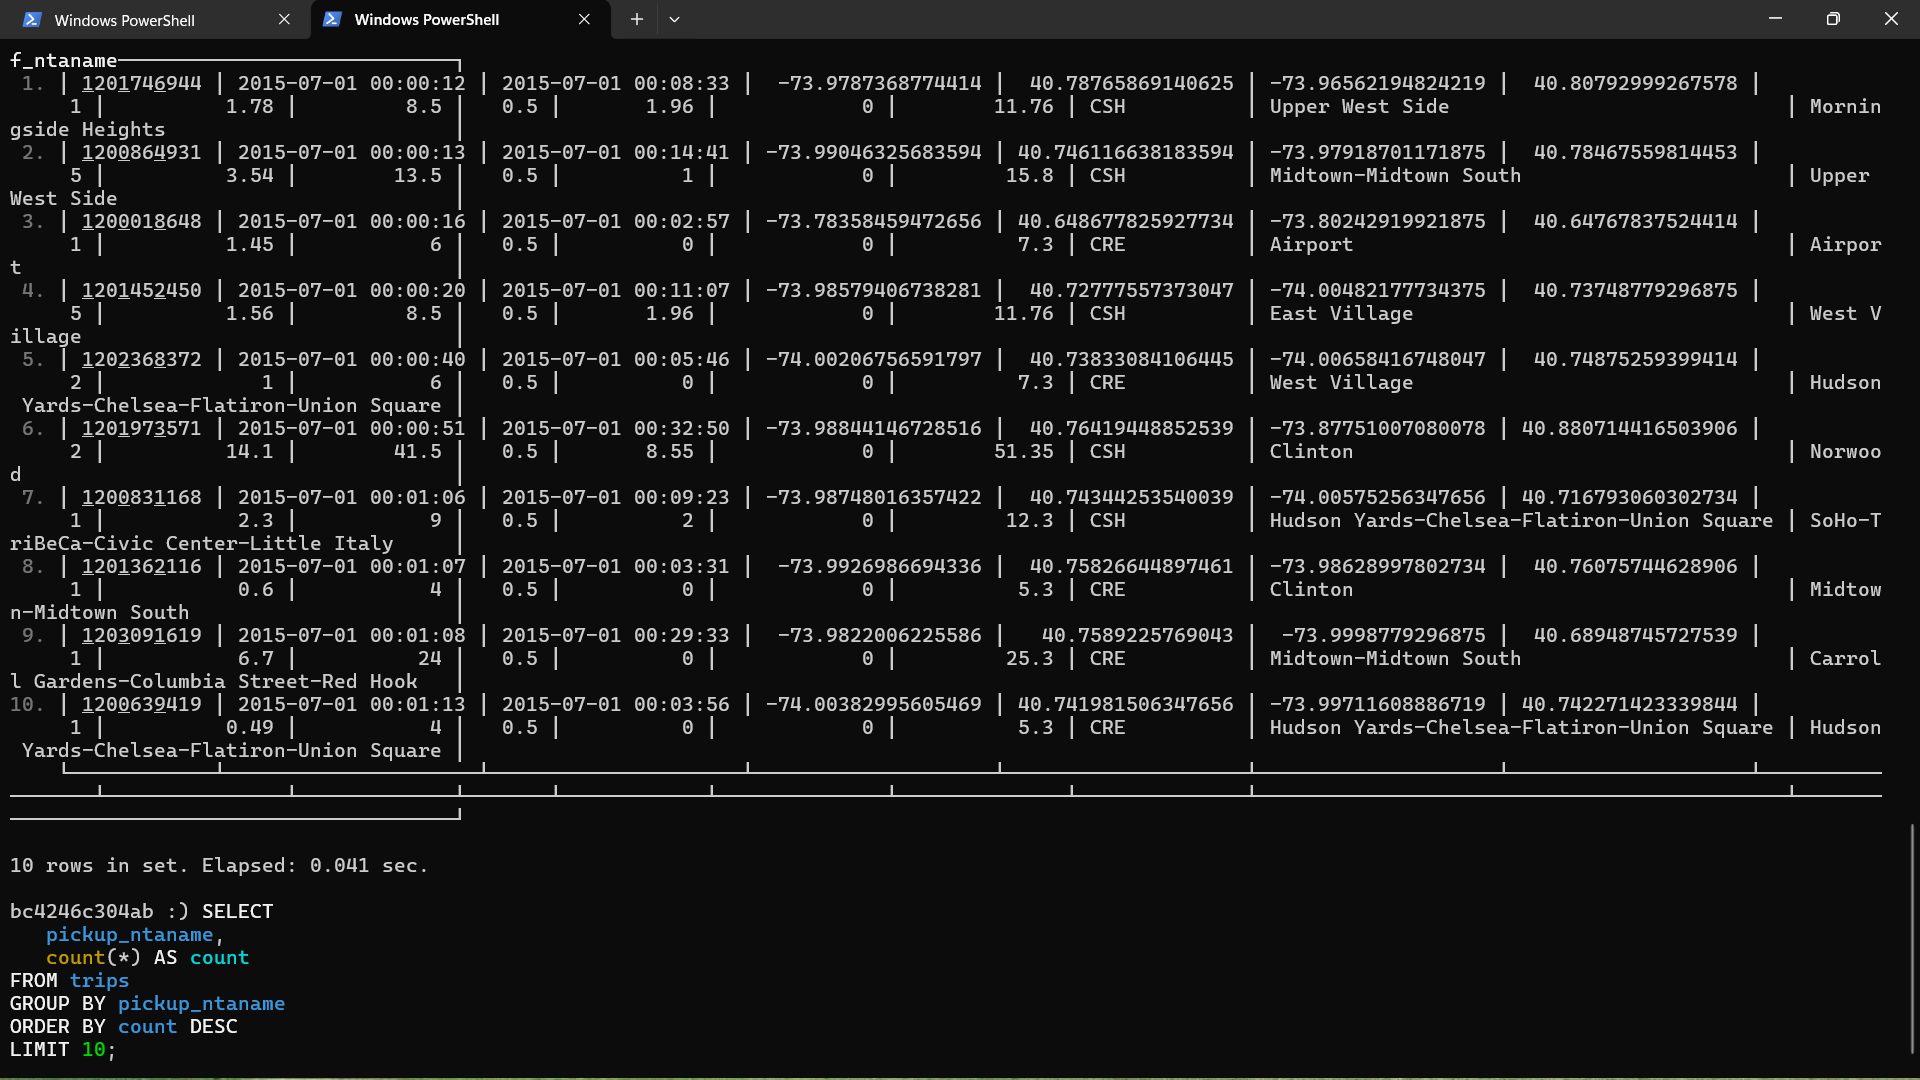 Windows PowerShell
Windows PowerShell
f_ntaname
1. │ 1201746944 │ 2015-07-01 00:00:12 │ 2015-07-01 00:08:33 │ -73.9787368774414 │ 40.78765869140625 │ -73.96562194824219 │ 40.80792999267578 │
1 │ 1.78 │ 8.5 │ 0.5 │ 1.96 │ 0 │ 11.76 │ CSH │ Upper West Side │ Mornin
gside Heights │
2. │ 1200864931 │ 2015-07-01 00:00:13 │ 2015-07-01 00:14:41 │ -73.99046325683594 │ 40.746116638183594 │ -73.97918701171875 │ 40.78467559814453 │
5 │ 3.54 │ 13.5 │ 0.5 │ 1 │ 0 │ 15.8 │ CSH │ Midtown-Midtown South │ Upper
West Side │
3. │ 1200018648 │ 2015-07-01 00:00:16 │ 2015-07-01 00:02:57 │ -73.78358459472656 │ 40.648677825927734 │ -73.80242919921875 │ 40.64767837524414 │
1 │ 1.45 │ 6 │ 0.5 │ 0 │ 0 │ 7.3 │ CRE │ Airport │ Airpor
t │
4. │ 1201452450 │ 2015-07-01 00:00:20 │ 2015-07-01 00:11:07 │ -73.98579406738281 │ 40.72777557373047 │ -74.00482177734375 │ 40.73748779296875 │
5 │ 1.56 │ 8.5 │ 0.5 │ 1.96 │ 0 │ 11.76 │ CSH │ East Village │ West V
illage │
5. │ 1202368372 │ 2015-07-01 00:00:40 │ 2015-07-01 00:05:46 │ -74.00206756591797 │ 40.73833084106445 │ -74.00658416748047 │ 40.74875259399414 │
2 │ 1 │ 6 │ 0.5 │ 0 │ 0 │ 7.3 │ CRE │ West Village │ Hudson
Yards-Chelsea-Flatiron-Union Square │
6. │ 1201973571 │ 2015-07-01 00:00:51 │ 2015-07-01 00:32:50 │ -73.98844146728516 │ 40.76419448852539 │ -73.87751007080078 │ 40.880714416503906 │
2 │ 14.1 │ 41.5 │ 0.5 │ 8.55 │ 0 │ 51.35 │ CSH │ Clinton │ Norwoo
d │
7. │ 1200831168 │ 2015-07-01 00:01:06 │ 2015-07-01 00:09:23 │ -73.98748016357422 │ 40.74344253540039 │ -74.00575256347656 │ 40.716793060302734 │
1 │ 2.3 │ 9 │ 0.5 │ 2 │ 0 │ 12.3 │ CSH │ Hudson Yards-Chelsea-Flatiron-Union Square │ SoHo-T
riBeCa-Civic Center-Little Italy │
8. │ 1201362116 │ 2015-07-01 00:01:07 │ 2015-07-01 00:03:31 │ -73.9926986694336 │ 40.75826644897461 │ -73.98628997802734 │ 40.76075744628906 │
1 │ 0.6 │ 4 │ 0.5 │ 0 │ 0 │ 5.3 │ CRE │ Clinton │ Midtow
n-Midtown South │
9. │ 1203091619 │ 2015-07-01 00:01:08 │ 2015-07-01 00:29:33 │ -73.9822006225586 │ 40.7589225769043 │ -73.9998779296875 │ 40.68948745727539 │
1 │ 6.7 │ 24 │ 0.5 │ 0 │ 0 │ 25.3 │ CRE │ Midtown-Midtown South │ Carrol
l Gardens-Columbia Street-Red Hook │
10. │ 1200639419 │ 2015-07-01 00:01:13 │ 2015-07-01 00:03:56 │ -74.00382995605469 │ 40.741981506347656 │ -73.99711608886719 │ 40.742271423339844 │
1 │ 0.49 │ 4 │ 0.5 │ 0 │ 0 │ 5.3 │ CRE │ Hudson Yards-Chelsea-Flatiron-Union Square │ Hudson
Yards-Chelsea-Flatiron-Union Square │
10 rows in set. Elapsed: 0.041 sec.
bc4246c304ab :) SELECT
pickup_ntaname,
count(*) AS count
FROM trips
GROUP BY pickup_ntaname
ORDER BY count DESC
LIMIT 10;